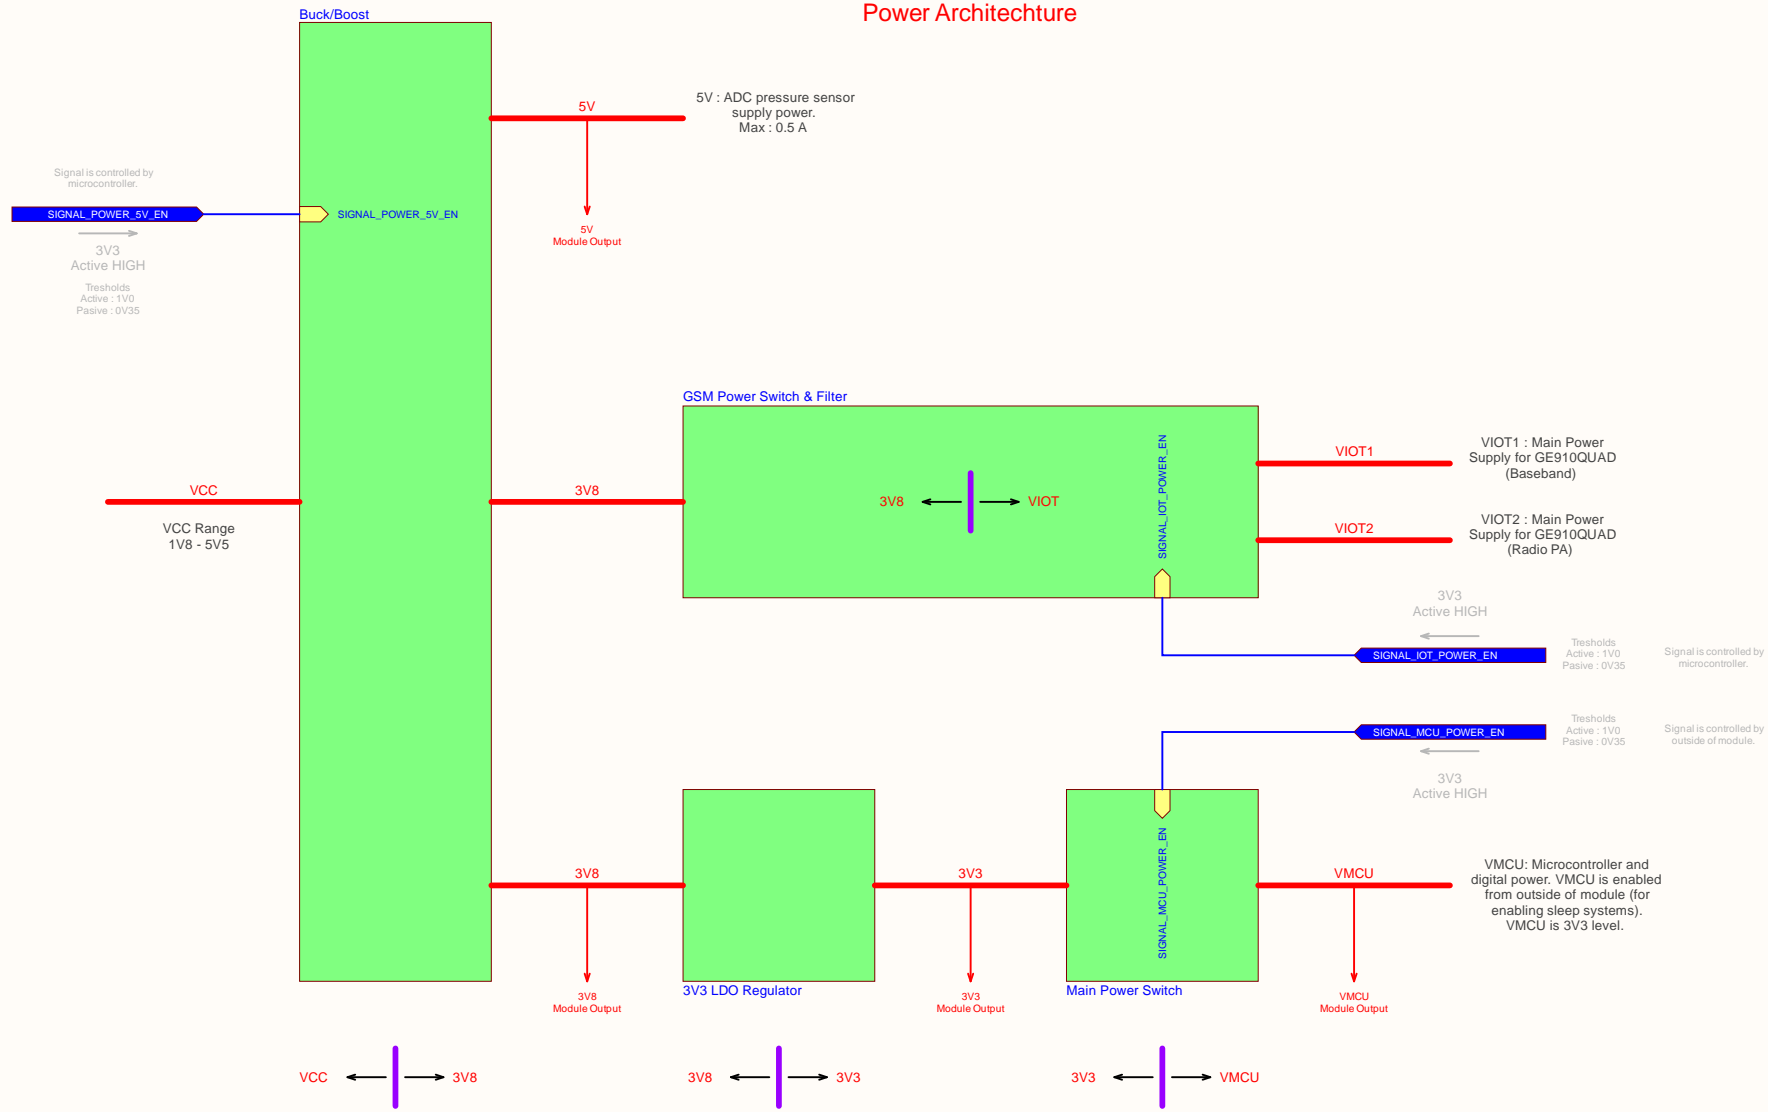 Power Architechture
Buck/Boost
5V
5V : ADC pressure sensor
supply power.
Max : 0.5 A
5V
Module Output
Signal is controlled by
microcontroller.
SIGNAL_POWER_5V_EN
SIGNAL_POWER_5V_EN
3V3
Active HIGH
Tresholds
Active : 1V0
Pasive : 0V35
VCC
VCC Range
1V8 - 5V5
3V8
GSM Power Switch & Filter
3V8
VIOT
SIGNAL_IOT_POWER_EN
VIOT1
VIOT1 : Main Power
Supply for GE910QUAD
(Baseband)
VIOT2
VIOT2 : Main Power
Supply for GE910QUAD
(Radio PA)
3V3
Active HIGH
SIGNAL_IOT_POWER_EN
Tresholds
Active : 1V0
Pasive : 0V35
Signal is controlled by
microcontroller.
SIGNAL_MCU_POWER_EN
Tresholds
Active : 1V0
Pasive : 0V35
Signal is controlled by
outside of module.
3V3
Active HIGH
3V8
3V8
Module Output
3V3 LDO Regulator
3V3
3V3
Module Output
SIGNAL_MCU_POWER_EN
Main Power Switch
VMCU
VMCU
Module Output
VMCU: Microcontroller and
digital power. VMCU is enabled
from outside of module (for
enabling sleep systems).
VMCU is 3V3 level.
VCC
3V8
3V8
3V3
3V3
VMCU